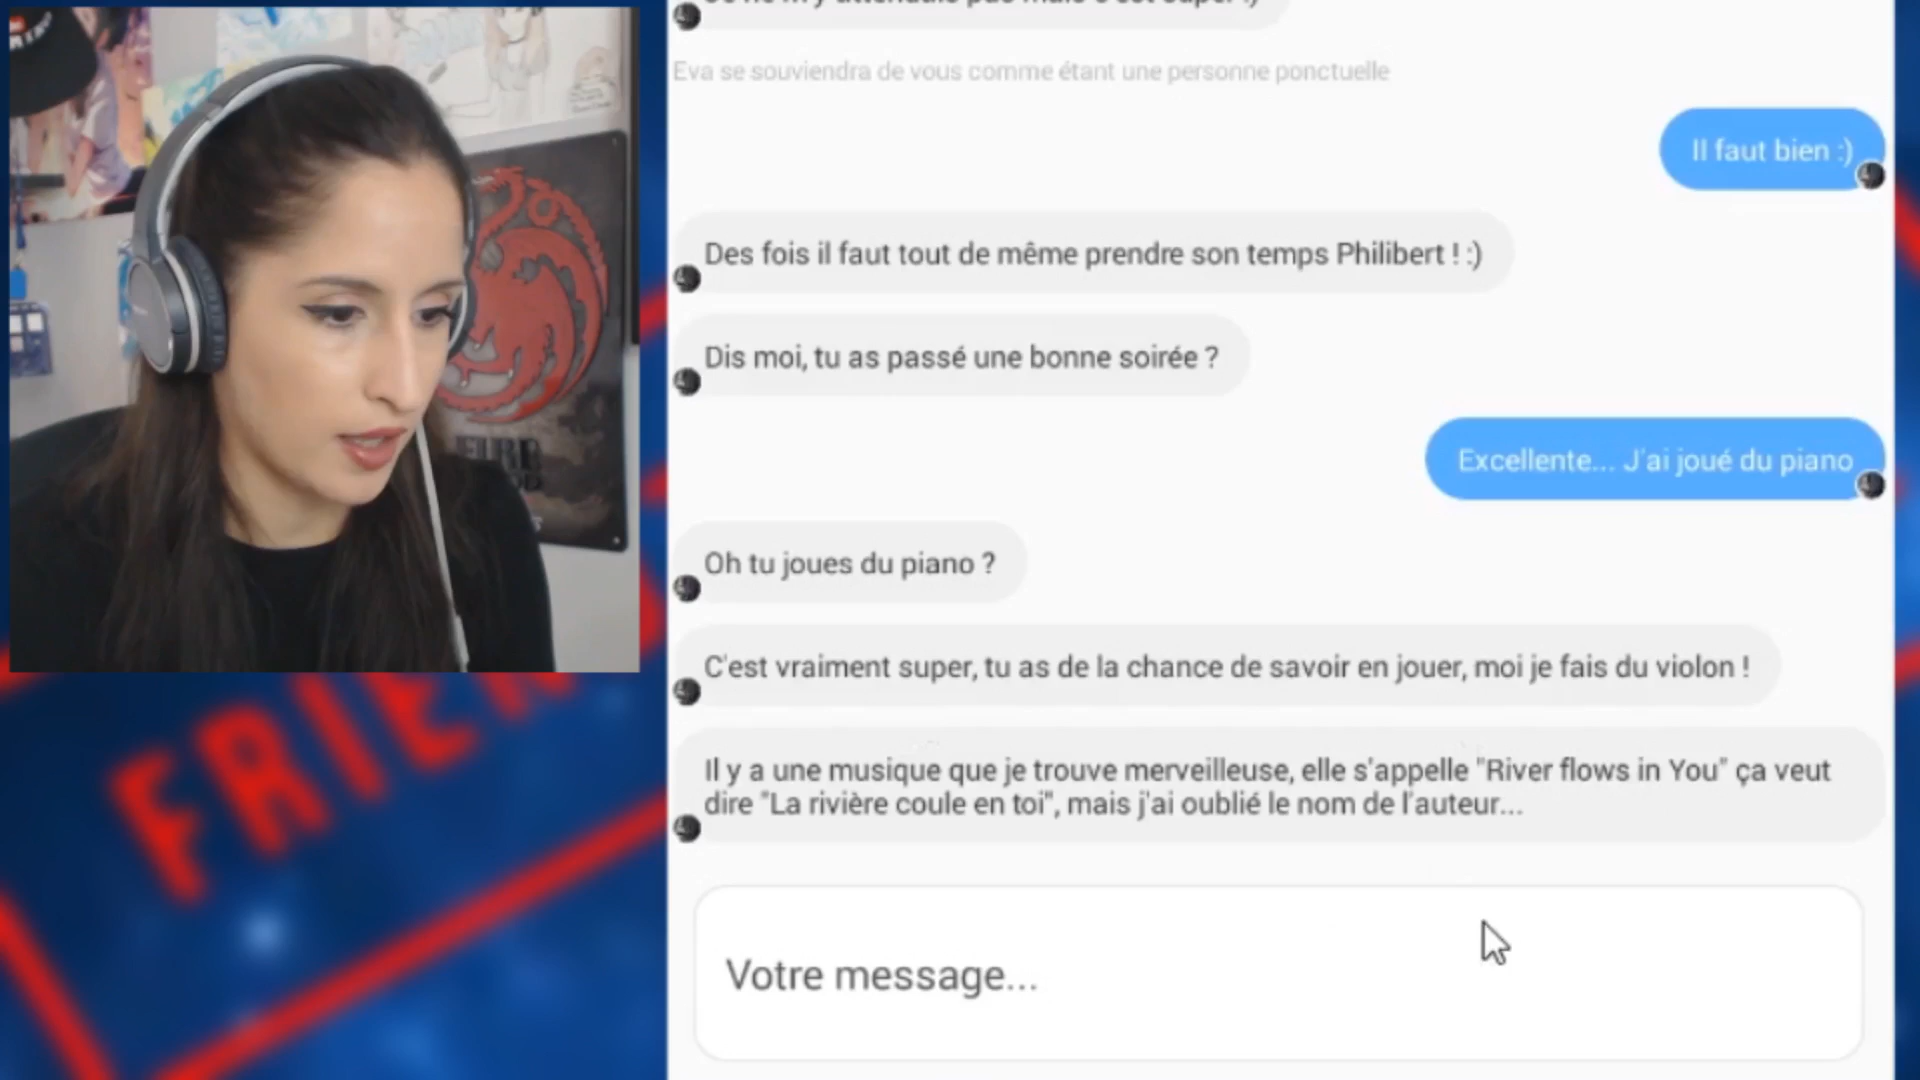 Eva se souviendra de vous comme étant une personne ponctuelle
Il faut bien :)
Des fois il faut tout de même prendre son temps Philibert ! :)
Dis moi, tu as passé une bonne soirée ?
Excellente... J'ai joué du piano
Oh tu joues du piano ?
C'est vraiment super, tu as de la chance de savoir en jouer, moi je fais du violon !
Il y a une musique que je trouve merveilleuse, elle s'appelle "River flows in You" ça veut
dire "La rivière coule en toi", mais j'ai oublié le nom de l'auteur...
Votre message...